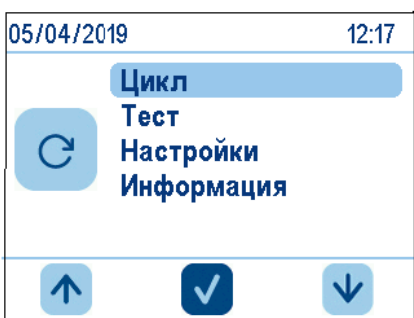 05/04/2019 12:17
Цикл
Тест
Настройки
Информация